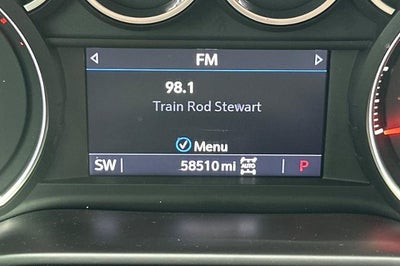 FM
98.1
Train Rod Stewart
Menu
SW 58510 mi AUTO P